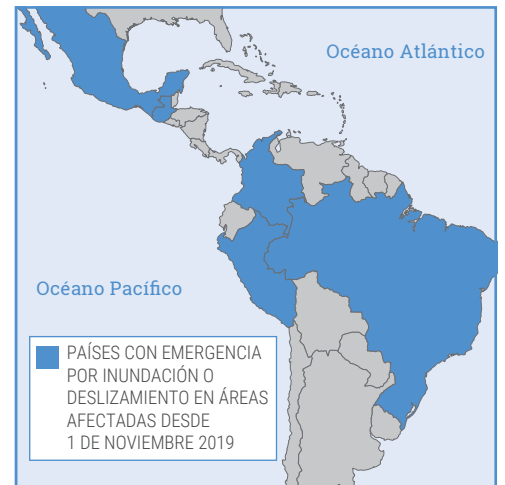 Océano Atlántico
Océano Pacífico
PAÍSES CON EMERGENCIA
POR INUNDACIÓN O
DESLIZAMIENTO EN ÁREAS
AFECTADAS DESDE
1 DE NOVIEMBRE 2019